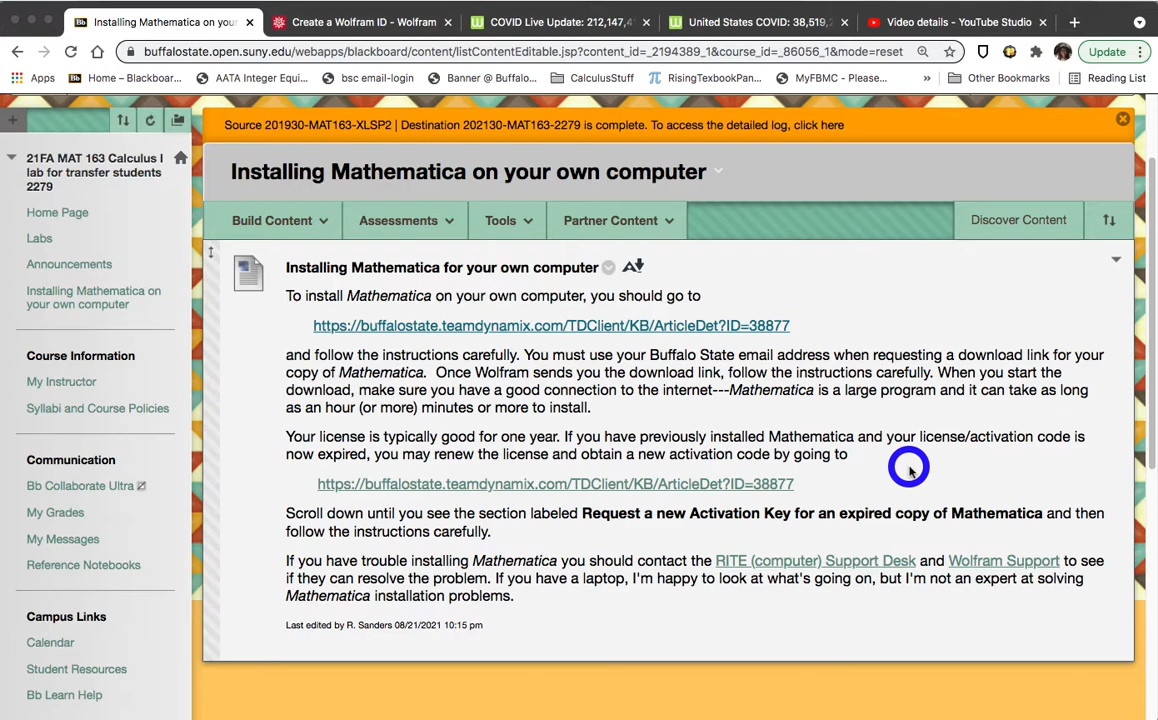 Installing Mathematica on your
Create a Wolfram ID - Wolfram
COVID Live Update: 212,147,4
United States COVID: 38,519,
Video details - YouTube Studio
buffalostate.open.suny.edu/webapps/blackboard/content/listContentEditable.jsp?content_id=_2194389_1&course_id=_86056_1&mode=reset
Update
Apps
Home – Blackboar...
AATA Integer Equi...
bsc email-login
Banner @ Buffalo...
CalculusStuff
RisingTextbookPan...
MyFBMC - Please...
»
Other Bookmarks
Reading List
Source 201930-MAT163-XLSP2 | Destination 202130-MAT163-2279 is complete. To access the detailed log, click here
21FA MAT 163 Calculus I
lab for transfer students
2279
Home Page
Labs
Announcements
Installing Mathematica on
your own computer
Course Information
My Instructor
Syllabi and Course Policies
Communication
Bb Collaborate Ultra
My Grades
My Messages
Reference Notebooks
Campus Links
Calendar
Student Resources
Bb Learn Help
Installing Mathematica on your own computer
Build Content
Assessments
Tools
Partner Content
Discover Content
Installing Mathematica for your own computer
To install Mathematica on your own computer, you should go to
https://buffalostate.teamdynamix.com/TDClient/KB/ArticleDet?ID=38877
and follow the instructions carefully. You must use your Buffalo State email address when requesting a download link for your
copy of Mathematica. Once Wolfram sends you the download link, follow the instructions carefully. When you start the
download, make sure you have a good connection to the internet---Mathematica is a large program and it can take as long
as an hour (or more) minutes or more to install.
Your license is typically good for one year. If you have previously installed Mathematica and your license/activation code is
now expired, you may renew the license and obtain a new activation code by going to
https://buffalostate.teamdynamix.com/TDClient/KB/ArticleDet?ID=38877
Scroll down until you see the section labeled Request a new Activation Key for an expired copy of Mathematica and then
follow the instructions carefully.
If you have trouble installing Mathematica you should contact the RITE (computer) Support Desk and Wolfram Support to see
if they can resolve the problem. If you have a laptop, I'm happy to look at what's going on, but I'm not an expert at solving
Mathematica installation problems.
Last edited by R. Sanders 08/21/2021 10:15 pm